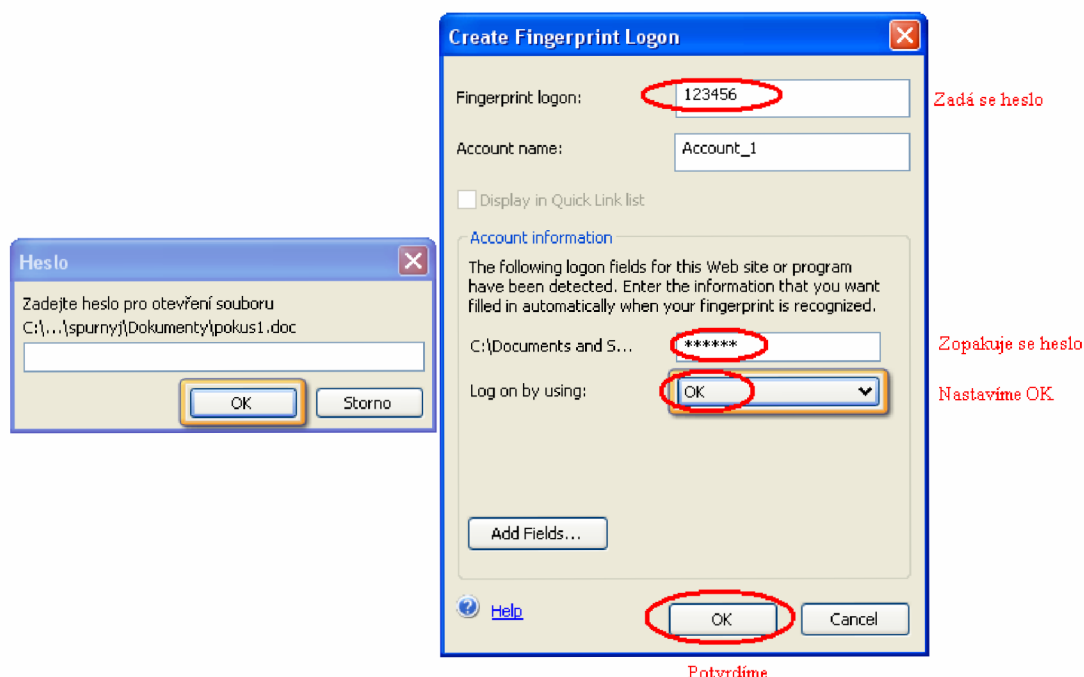 Create Fingerprint Logon
Fingerprint logon:
123456
Zadá se heslo
Account name:
Account_1
Display in Quick Link list
Account information
The following logon fields for this Web site or program
have been detected. Enter the information that you want
filled in automatically when your fingerprint is recognized.
C:\Documents and S...
******
Zopakuje se heslo
Log on by using:
OK
Nastavíme OK
Add Fields...
Help
OK
Cancel
Potvrdíme
Heslo
Zadejte heslo pro otevření souboru
C:\...\spurnyj\Dokumenty\pokus1.doc
OK
Storno